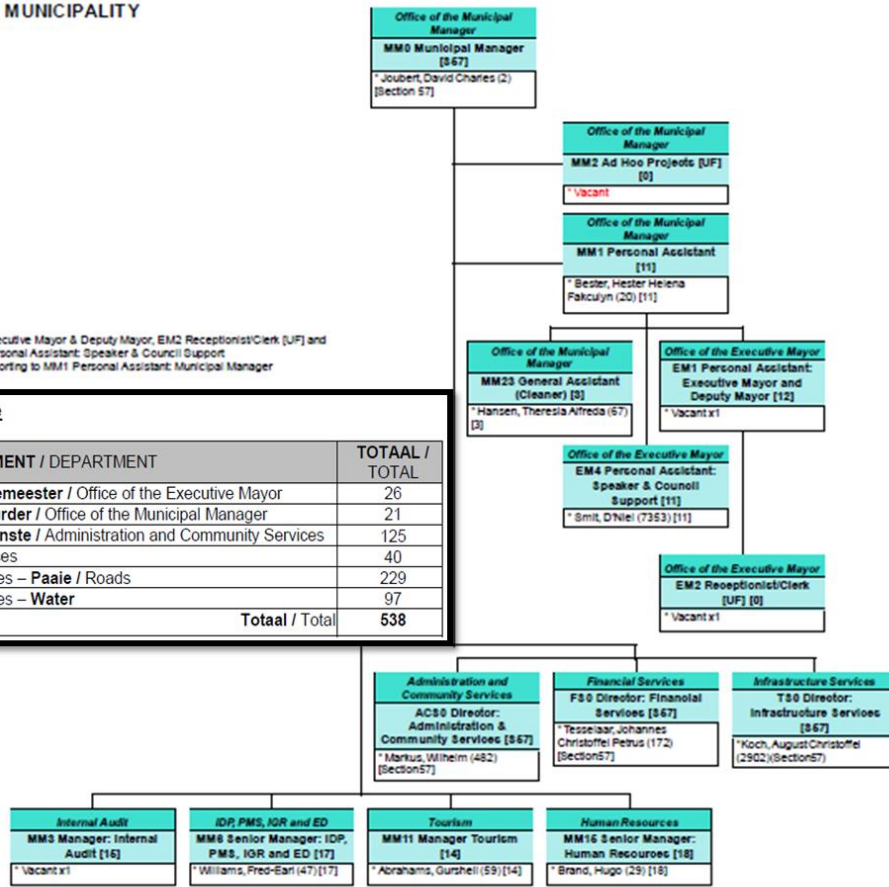 MUNICIPALITY
Office of the Municipal
Manager
MM0 Municipal Manager
[S57]
* Joubert, David Charles (2)
[Section 57]
Office of the Municipal
Manager
MM2 Ad Hoc Projects [UF]
[0]
* Vacant
Office of the Municipal
Manager
MM1 Personal Assistant
[11]
* Bester, Hester Helena
Fakculyn (20) [11]
ecutive Mayor & Deputy Mayor, EM2 Receptionist/Clerk [UF] and
rsonal Assistant: Speaker & Council Support
orting to MM1 Personal Assistant: Municipal Manager
Office of the Municipal
Manager
MM23 General Assistant
(Cleaner) [3]
* Hansen, Theresia Alfreda (67)
[3]
Office of the Executive Mayor
EM1 Personal Assistant:
Executive Mayor and
Deputy Mayor [12]
* Vacant x1
Office of the Executive Mayor
EM4 Personal Assistant:
Speaker & Council
Support [11]
* Smit, D'Niel (7353) [11]
Office of the Executive Mayor
EM2 Receptionist/Clerk
[UF] [0]
* Vacant x1
MENT / DEPARTMENT TOTAAL / TOTAL
emeester / Office of the Executive Mayor 26
rder / Office of the Municipal Manager 21
nste / Administration and Community Services 125
es 40
es – Paaie / Roads 229
es – Water 97
Totaal / Total 538
Administration and
Community Services
ACS0 Director:
Administration &
Community Services [S57]
* Markus, Wilhelm (482)
[Section57]
Financial Services
FS0 Director: Financial
Services [S57]
* Tesselaar, Johannes
Christoffel Petrus (172)
[Section57]
Infrastructure Services
TS0 Director:
Infrastructure Services
[S57]
*Koch, August Christoffel
(2902)(Section57)
Internal Audit
MM3 Manager: Internal
Audit [15]
* Vacant x1
IDP, PMS, IGR and ED
MM6 Senior Manager: IDP,
PMS, IGR and ED [17]
* Williams, Fred-Earl (47)[17]
Tourism
MM11 Manager Tourism
[14]
* Abrahams, Gurshell (59)[14]
Human Resources
MM15 Senior Manager:
Human Resources [18]
* Brand, Hugo (29) [18]